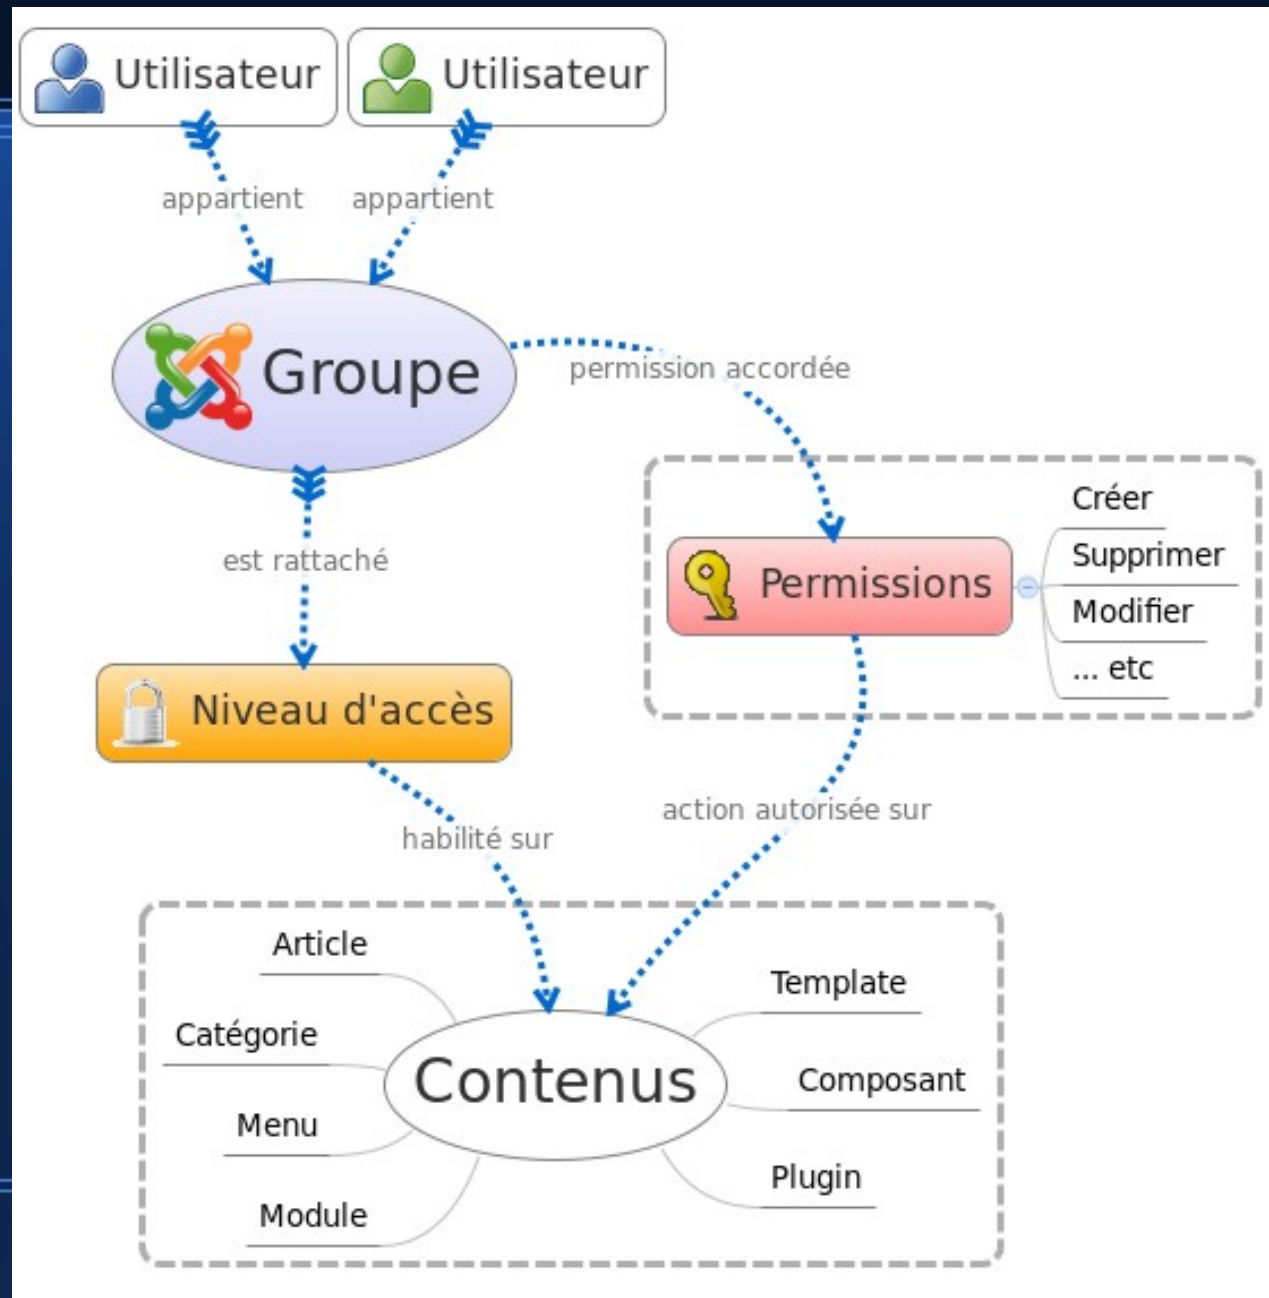 Utilisateur
Utilisateur
appartient
appartient
Groupe
permission accordée
est rattaché
Permissions
Créer
Supprimer
Modifier
... etc
Niveau d'accès
habilité sur
action autorisée sur
Contenus
Article
Catégorie
Menu
Module
Template
Composant
Plugin